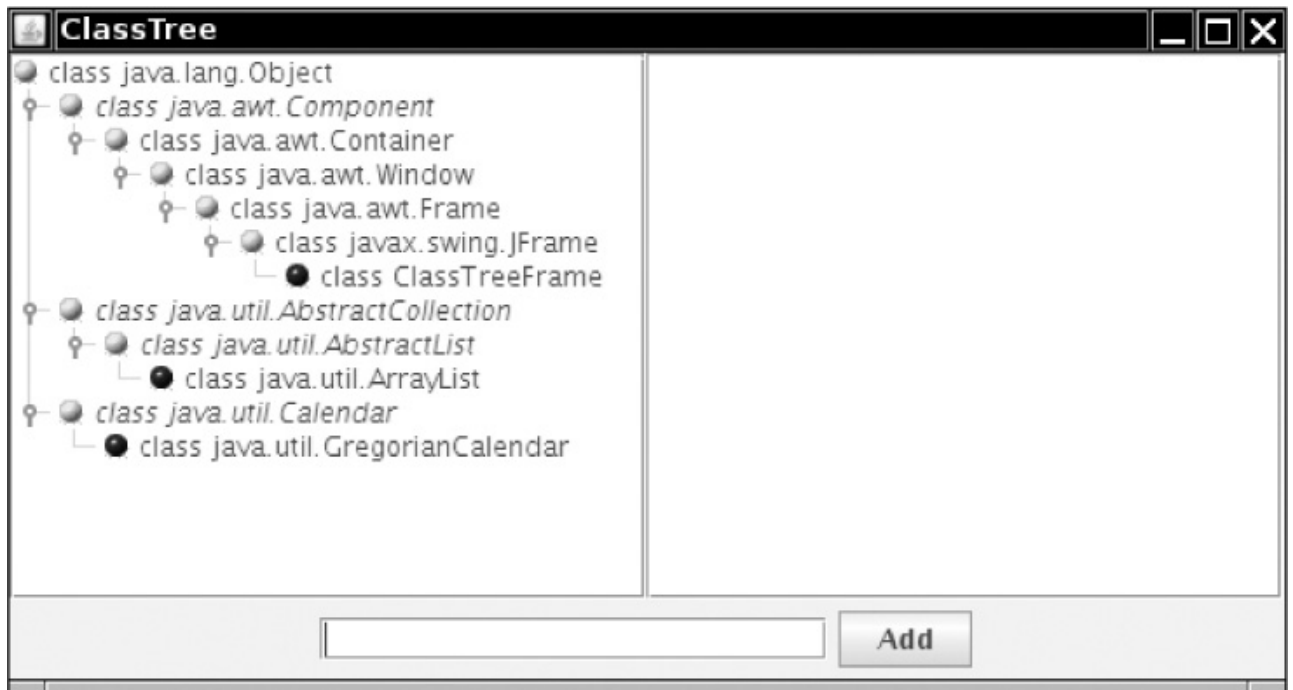 ClassTree
class java.lang.Object
class java.awt.Component
class java.awt.Container
class java.awt.Window
class java.awt.Frame
class javax.swing.JFrame
class ClassTreeFrame
class java.util.AbstractCollection
class java.util.AbstractList
class java.util.ArrayList
class java.util.Calendar
class java.util.GregorianCalendar
Add